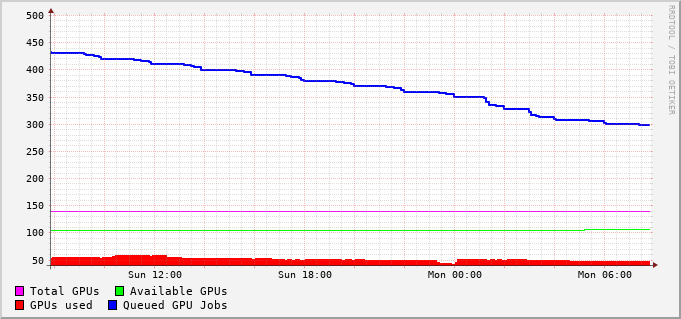 500
450
400
350
300
250
200
150
100
50
Sun 12:00 Sun 18:00 Mon 00:00 Mon 06:00
Total GPUs Available GPUs
GPUs used Queued GPU Jobs
RRDTOOL / TOBI OETIKER